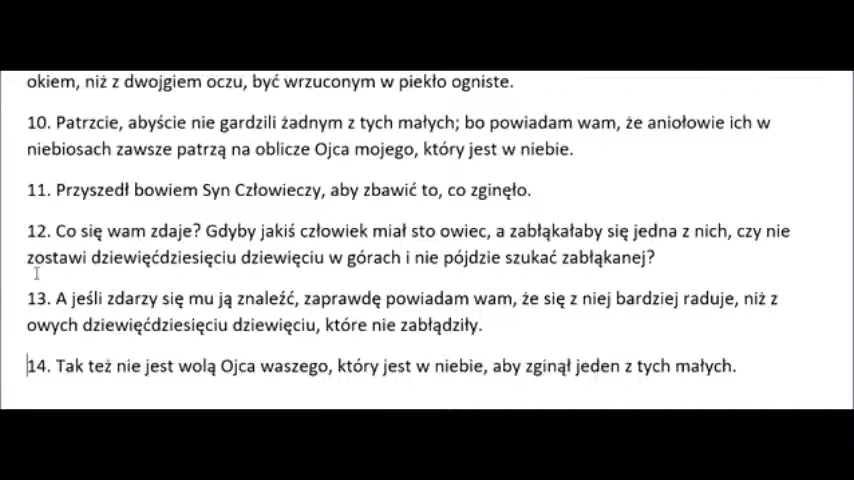 okiem, niż z dwojgiem oczu, być wrzuconym w piekło ogniste.
10. Patrzcie, abyście nie gardzili żadnym z tych małych; bo powiadam wam, że aniołowie ich w
niebiosach zawsze patrzą na oblicze Ojca mojego, który jest w niebie.
11. Przyszedł bowiem Syn Człowieczy, aby zbawić to, co zginęło.
12. Co się wam zdaje? Gdyby jakiś człowiek miał sto owiec, a zabłąkałaby się jedna z nich, czy nie
zostawi dziewięćdziesięciu dziewięciu w górach i nie pójdzie szukać zabłąkanej?
13. A jeśli zdarzy się mu ją znaleźć, zaprawdę powiadam wam, że się z niej bardziej raduje, niż z
owych dziewięćdziesięciu dziewięciu, które nie zabłądziły.
14. Tak też nie jest wolą Ojca waszego, który jest w niebie, aby zginął jeden z tych małych.